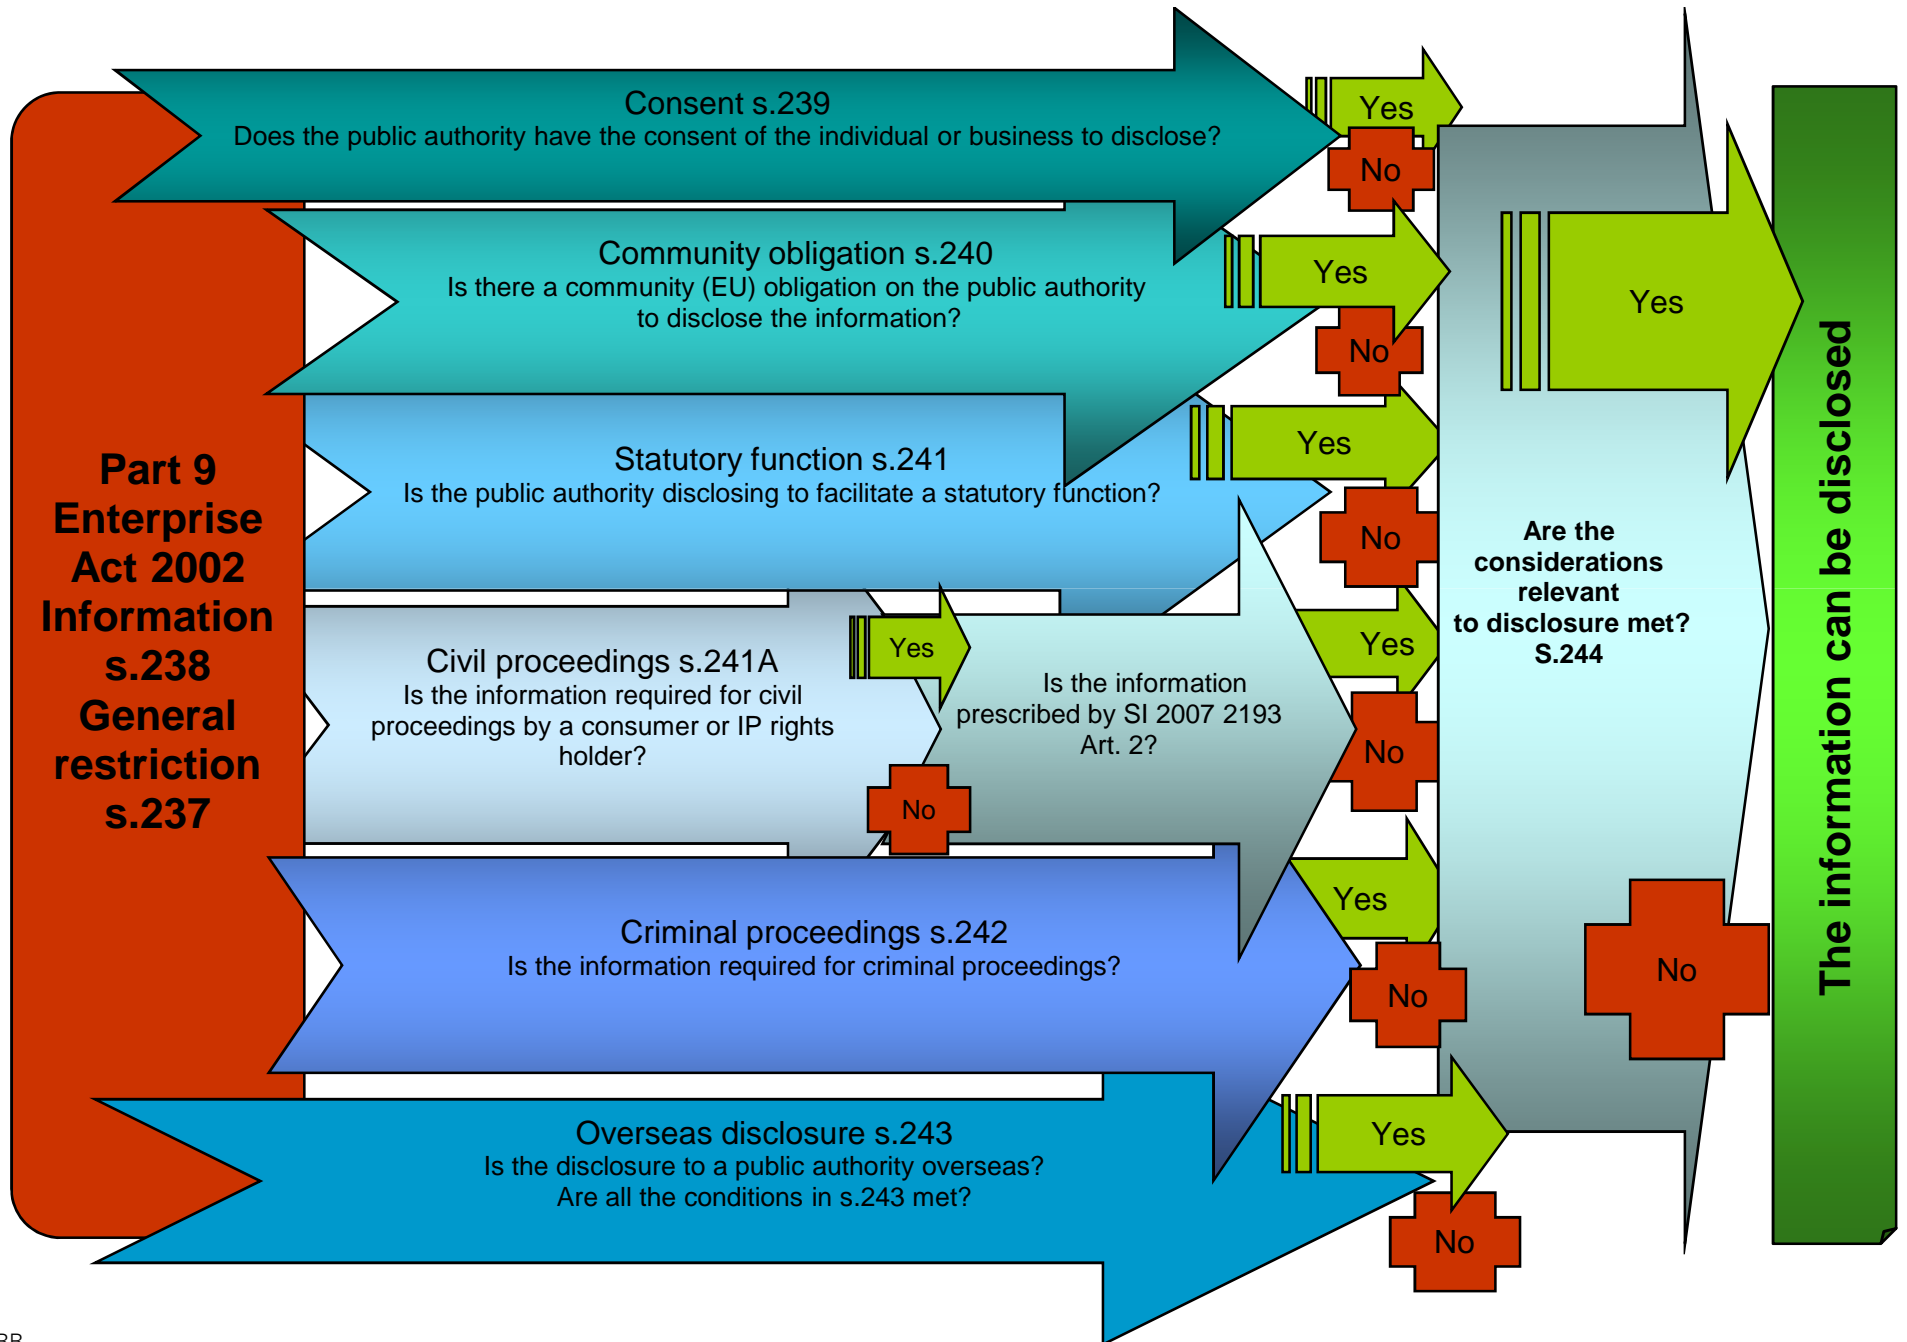 Part 9
Enterprise
Act 2002
Information
s.238
General
restriction
s.237
Consent s.239
Does the public authority have the consent of the individual or business to disclose?
Yes
No
Community obligation s.240
Is there a community (EU) obligation on the public authority
to disclose the information?
Yes
No
Statutory function s.241
Is the public authority disclosing to facilitate a statutory function?
Yes
No
Civil proceedings s.241A
Is the information required for civil
proceedings by a consumer or IP rights
holder?
Yes
No
Is the information
prescribed by SI 2007 2193
Art. 2?
Yes
No
Criminal proceedings s.242
Is the information required for criminal proceedings?
Yes
No
Overseas disclosure s.243
Is the disclosure to a public authority overseas?
Are all the conditions in s.243 met?
Yes
No
Are the
considerations
relevant
to disclosure met?
S.244
Yes
No
The information can be disclosed